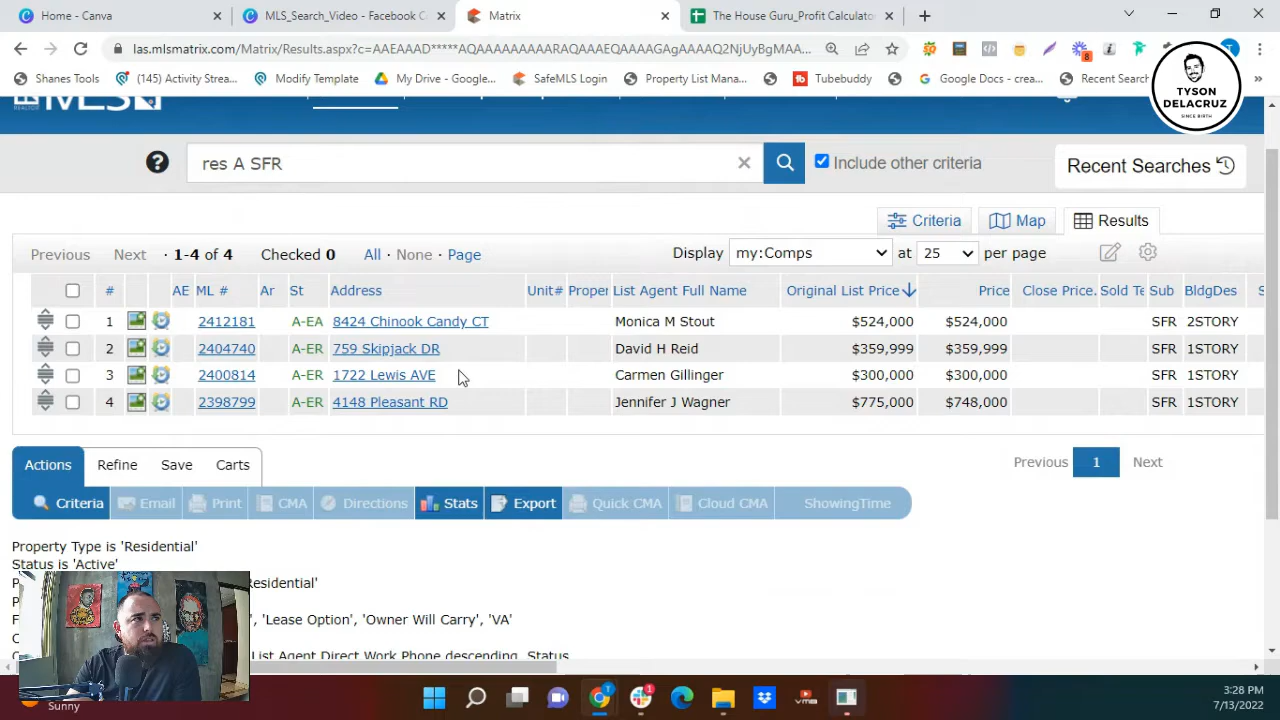 Home - Canva
MLS_Search_Video - Facebook C
Matrix
The House Guru_Profit Calculator
las.mlsmatrix.com/Matrix/Results.aspx?c=AAEAAAD*****AQAAAAAAAAARAQAAAEQAAAAGAgAAAAQ2NjUyBgMAA...
8
Shanes Tools
(145) Activity Strea...
Modify Template
My Drive - Google...
SafeMLS Login
Property List Mana...
Tubebuddy
Google Docs - crea...
Recent Search
»
TYSON
DELACRUZ
SINCE BIRTH
MLS
?
res A SFR
Include other criteria
Recent Searches
Criteria
Map
Results
Previous Next · 1-4 of 4 Checked 0 All · None · Page
Display my:Comps at 25 per page
# AE ML # Ar St Address Unit# Proper List Agent Full Name Original List Price Price Close Price. Sold Te Sub BldgDes
1 2412181 A-EA 8424 Chinook Candy CT Monica M Stout $524,000 $524,000 SFR 2STORY
2 2404740 A-ER 759 Skipjack DR David H Reid $359,999 $359,999 SFR 1STORY
3 2400814 A-ER 1722 Lewis AVE Carmen Gillinger $300,000 $300,000 SFR 1STORY
4 2398799 A-ER 4148 Pleasant RD Jennifer J Wagner $775,000 $748,000 SFR 1STORY
Actions Refine Save Carts
Previous 1 Next
Criteria Email Print CMA Directions Stats Export Quick CMA Cloud CMA ShowingTime
Property Type is 'Residential'
Status is 'Active'
Residential'
, 'Lease Option', 'Owner Will Carry', 'VA'
List Agent Direct Work Phone descending, Status
Sunny
3:28 PM
7/13/2022